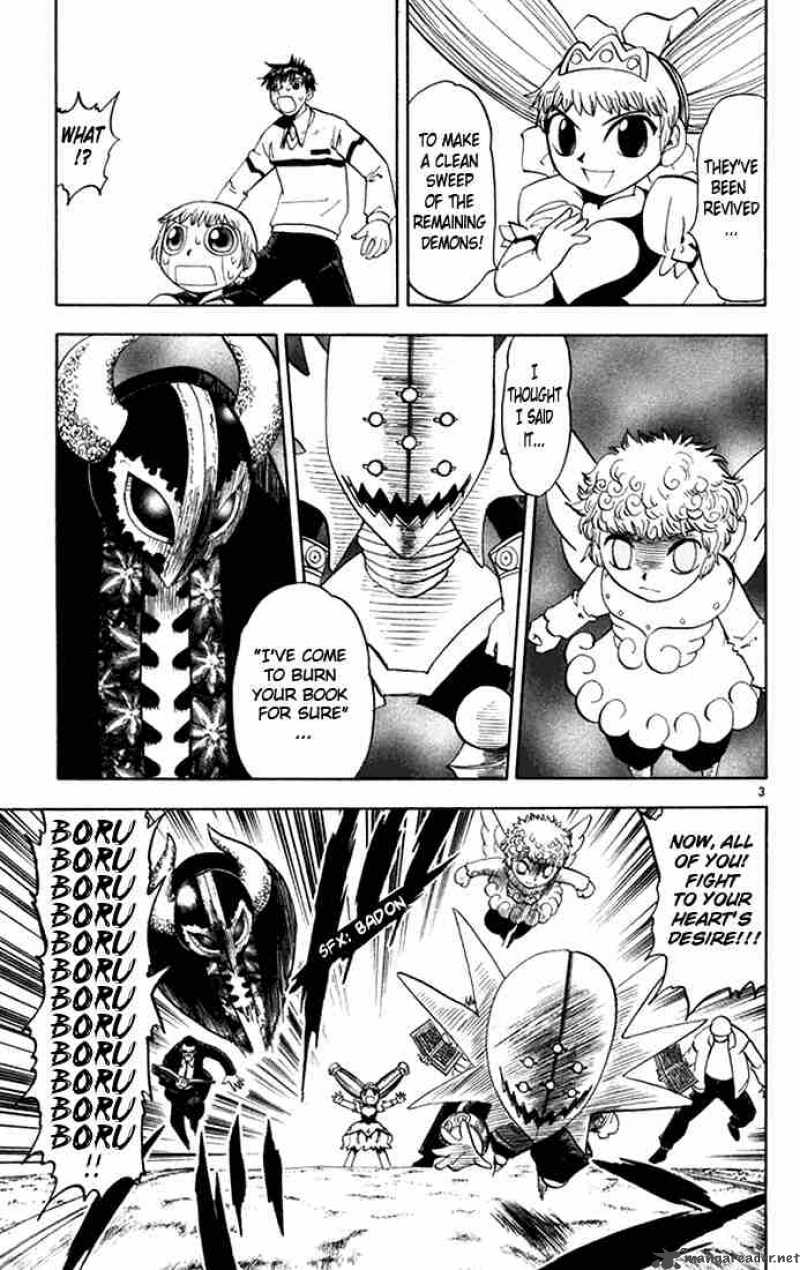 THEY'VE
BEEN
REVIVED
...
TO MAKE
A CLEAN
SWEEP
OF THE
REMAINING
DEMONS!
WHAT
!?
I
THOUGHT
I SAID
IT...
"I'VE COME
TO BURN
YOUR BOOK
FOR SURE"
...
3
NOW, ALL
OF YOU!
FIGHT
TO YOUR
HEART'S
DESIRE!!!
SFX: BADON
BORU
BORU
BORU
BORU
BORU
BORU
BORU
BORU
BORU
BORU
BORU
BORU
!!
mangareader.net